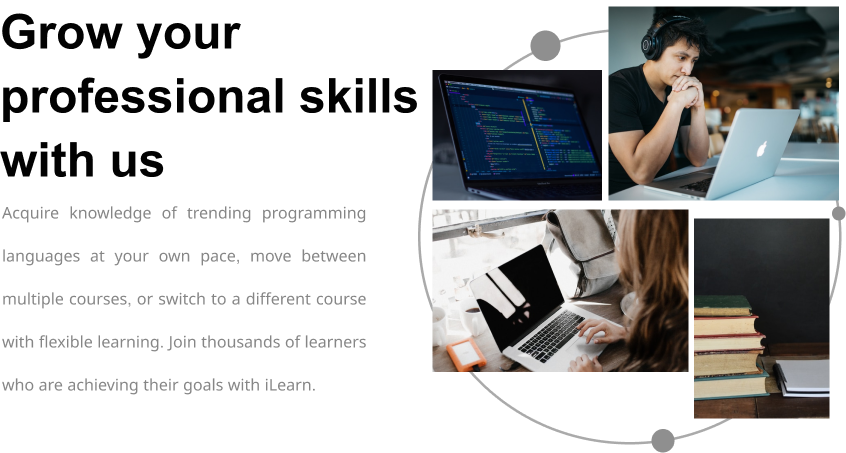 Grow your
professional skills
with us
Acquire knowledge of trending programming
languages at your own pace, move between
multiple courses, or switch to a different course
with flexible learning. Join thousands of learners
who are achieving their goals with iLearn.